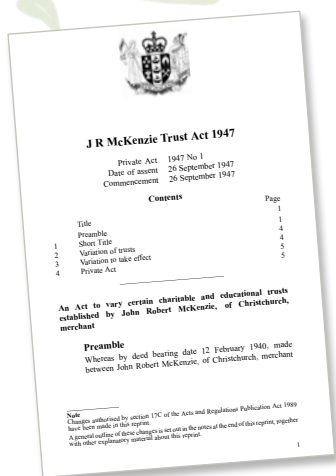 J R McKenzie Trust Act 1947
Private Act 1947 No 1
Date of assent 26 September 1947
Commencement 26 September 1947
Contents
Page
Title 1
Preamble 1
1 Short Title 4
2 Variation of trusts 4
3 Variation to take effect 5
4 Private Act 5
An Act to vary certain charitable and educational trusts
established by John Robert McKenzie, of Christchurch,
merchant
Preamble
Whereas by deed bearing date 12 February 1940, made
between John Robert McKenzie, of Christchurch, merchant
Note
Changes authorised by section 17C of the Acts and Regulations Publication Act 1989
have been made in this reprint.
A general outline of these changes is set out in the notes at the end of this reprint, together
with other explanatory material about this reprint.
1